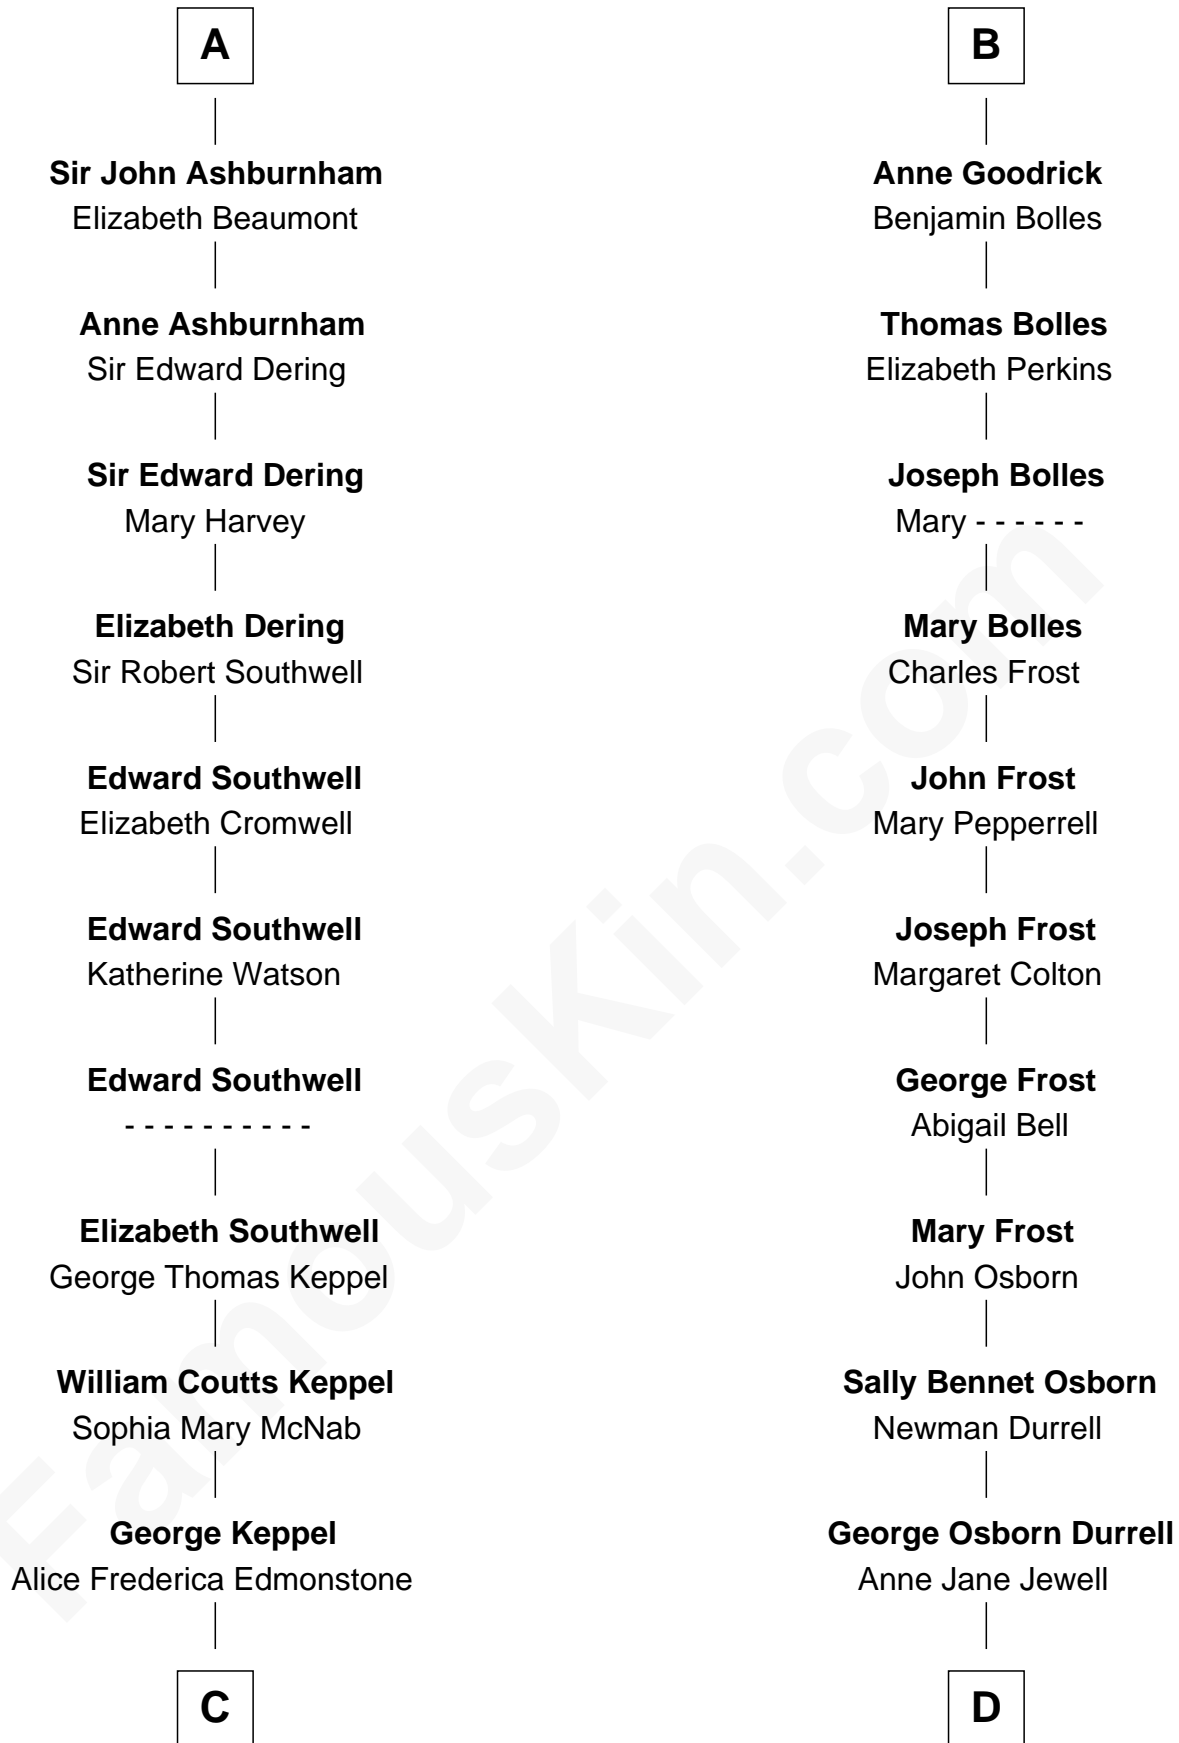 A
Sir John Ashburnham
Elizabeth Beaumont
Anne Ashburnham
Sir Edward Dering
Sir Edward Dering
Mary Harvey
Elizabeth Dering
Sir Robert Southwell
Edward Southwell
Elizabeth Cromwell
Edward Southwell
Katherine Watson
Edward Southwell
- - - - - - - - - -
Elizabeth Southwell
George Thomas Keppel
William Coutts Keppel
Sophia Mary McNab
George Keppel
Alice Frederica Edmonstone
C
B
Anne Goodrick
Benjamin Bolles
Thomas Bolles
Elizabeth Perkins
Joseph Bolles
Mary - - - - - -
Mary Bolles
Charles Frost
John Frost
Mary Pepperrell
Joseph Frost
Margaret Colton
George Frost
Abigail Bell
Mary Frost
John Osborn
Sally Bennet Osborn
Newman Durrell
George Osborn Durrell
Anne Jane Jewell
D
FamousKin.com